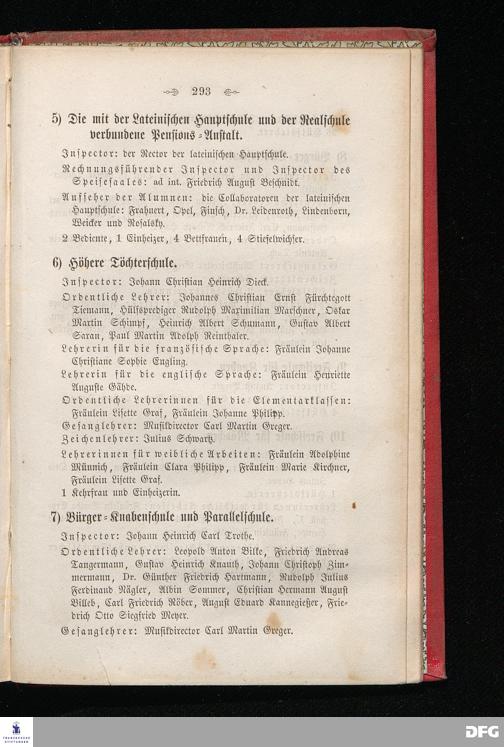 293
5) Die mit der Lateinischen Hauptschule und der Realschule
verbundene Pensions-Anstalt.
Inspector: der Rector der lateinischen Hauptschule.
Rechnungsführender Inspector und Inspector des
Speisesaales: ad int. Friedrich August Beschnidt.
Aufseher der Alumnen: die Collaboratoren der lateinischen
Hauptschule: Frahnert, Opel, Finsch, Dr. Leidenroth, Lindenborn,
Weicker und Rosalsky.
2 Bediente, 1 Einheizer, 4 Bettfrauen, 4 Stiefelwichser.
6) Höhere Töchterschule.
Inspector: Johann Christian Heinrich Dieck.
Ordentliche Lehrer: Johannes Christian Ernst Fürchtegott
Tiemann, Hülfsprediger Rudolph Maximilian Marschner, Oskar
Martin Schimpf, Heinrich Albert Schumann, Gustav Albert
Saran, Paul Martin Adolph Reinthaler.
Lehrerin für die französische Sprache: Fräulein Johanne
Christiane Sophie Engling.
Lehrerin für die englische Sprache: Fräulein Henriette
Auguste Gähde.
Ordentliche Lehrerinnen für die Elementarklassen:
Fräulein Lisette Graf, Fräulein Johanne Philipp.
Gesanglehrer: Musikdirector Carl Martin Greger.
Zeichenlehrer: Julius Schwartz.
Lehrerinnen für weibliche Arbeiten: Fräulein Adolphine
Münnich, Fräulein Clara Philipp, Fräulein Marie Kirchner,
Fräulein Lisette Graf.
1 Kehrfrau und Einheizerin.
7) Bürger-Knabenschule und Parallelschule.
Inspector: Johann Heinrich Carl Trothe.
Ordentliche Lehrer: Leopold Anton Bilke, Friedrich Andreas
Tangermann, Gustav Heinrich Knauth, Johann Christoph Zim-
mermann, Dr. Günther Friedrich Hartmann, Rudolph Julius
Ferdinand Nägler, Albin Sommer, Christian Hermann August
Billeb, Carl Friedrich Röber, August Eduard Kannegießer, Frie-
drich Otto Siegfried Meyer.
Gesanglehrer: Musikdirector Carl Martin Greger.
FRANCKESCHE
STIFTUNGEN
DFG